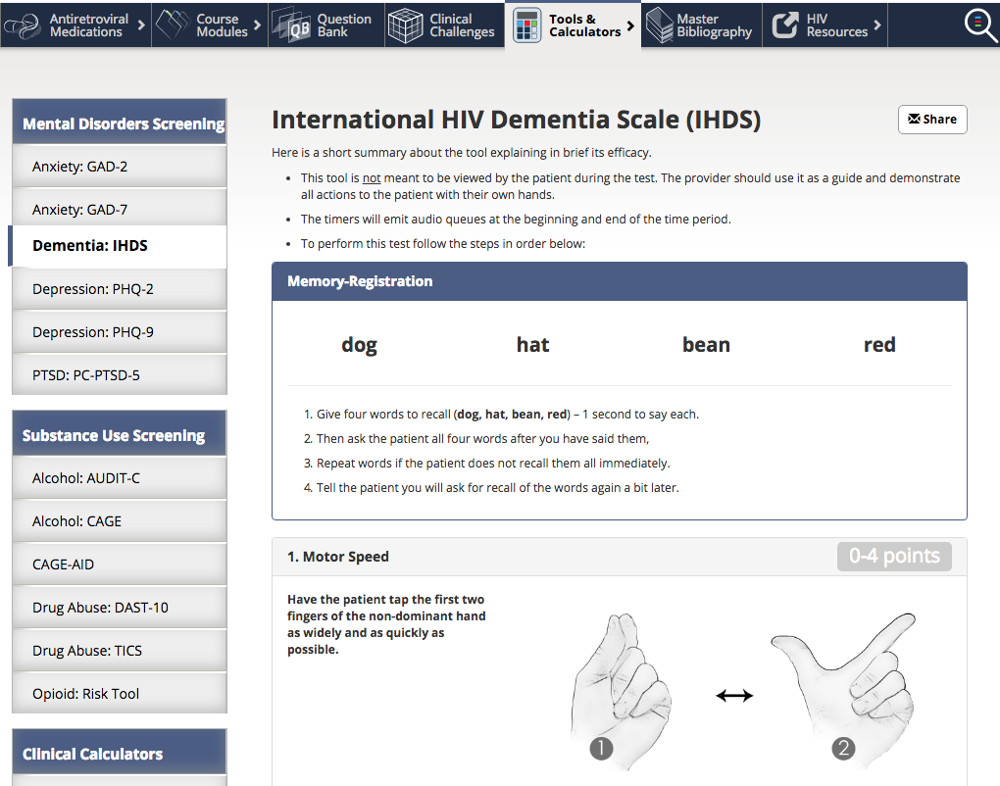 Antiretroviral
Medications
Course
Modules
QB
Question
Bank
Clinical
Challenges
Tools &
Calculators
Master
Bibliography
HIV
Resources
Mental Disorders Screening
Anxiety: GAD-2
Anxiety: GAD-7
Dementia: IHDS
Depression: PHQ-2
Depression: PHQ-9
PTSD: PC-PTSD-5
Substance Use Screening
Alcohol: AUDIT-C
Alcohol: CAGE
CAGE-AID
Drug Abuse: DAST-10
Drug Abuse: TICS
Opioid: Risk Tool
Clinical Calculators
International HIV Dementia Scale (IHDS)
Share
Here is a short summary about the tool explaining in brief its efficacy.
• This tool is not meant to be viewed by the patient during the test. The provider should use it as a guide and demonstrate
all actions to the patient with their own hands.
• The timers will emit audio queues at the beginning and end of the time period.
• To perform this test follow the steps in order below:
Memory-Registration
dog hat bean red
1. Give four words to recall (dog, hat, bean, red) – 1 second to say each.
2. Then ask the patient all four words after you have said them,
3. Repeat words if the patient does not recall them all immediately.
4. Tell the patient you will ask for recall of the words again a bit later.
1. Motor Speed
0-4 points
Have the patient tap the first two
fingers of the non-dominant hand
as widely and as quickly as
possible.
1
2